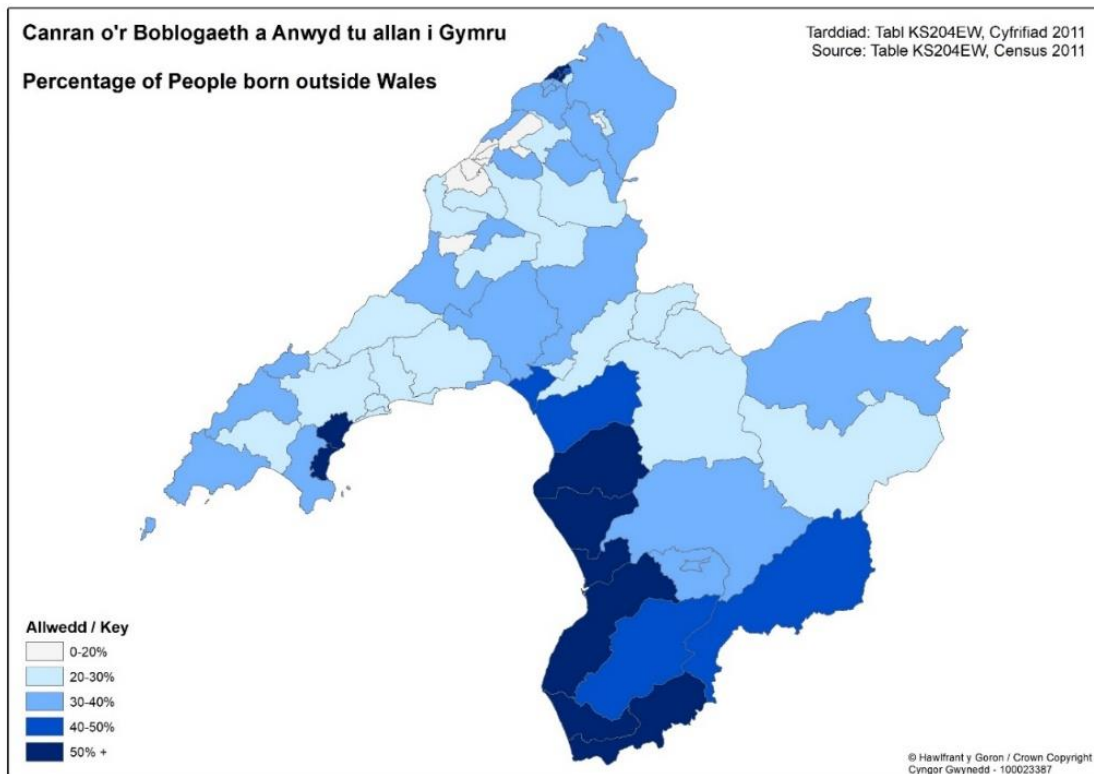 Canran o'r Boblogaeth a Anwyd tu allan i Gymru
Percentage of People born outside Wales
Tarddiad: Tabl KS204EW, Cyfrifiad 2011
Source: Table KS204EW, Census 2011
Allwedd / Key
0-20%
20-30%
30-40%
40-50%
50% +
© Hawlfraint y Goron / Crown Copyright
Cyngor Gwynedd - 100023387